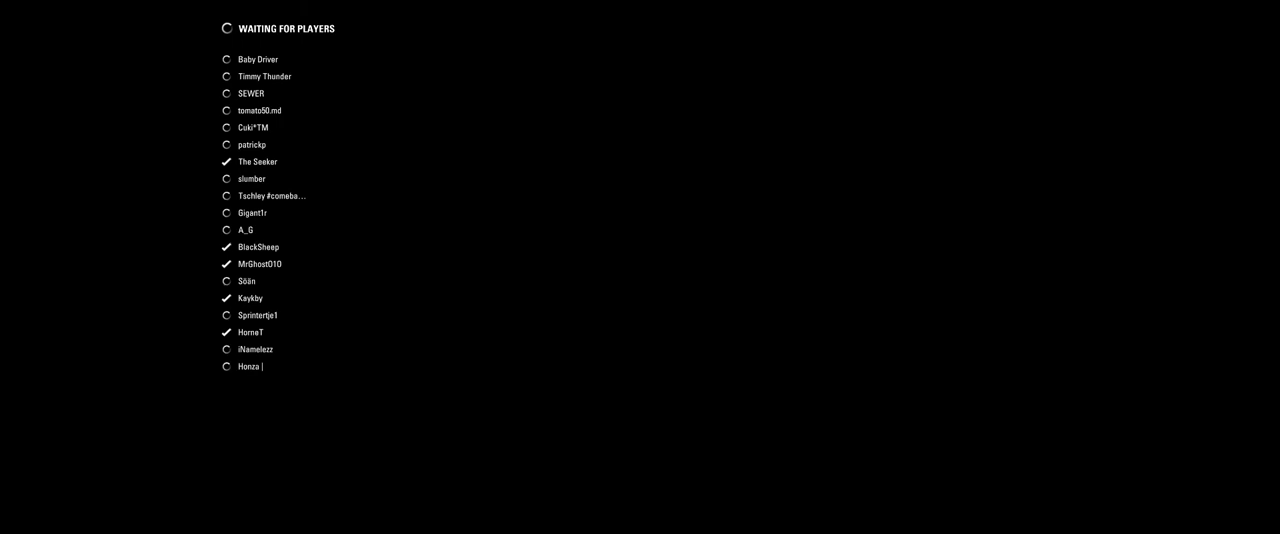 WAITING FOR PLAYERS
Baby Driver
Timmy Thunder
SEWER
tomato50.md
Cuki*TM
patrickp
The Seeker
slumber
Tschley #comeba...
Gigant1r
A_G
BlackSheep
MrGhost010
Söän
Kaykby
Sprintertje1
HorneT
iNamelezz
Honza |